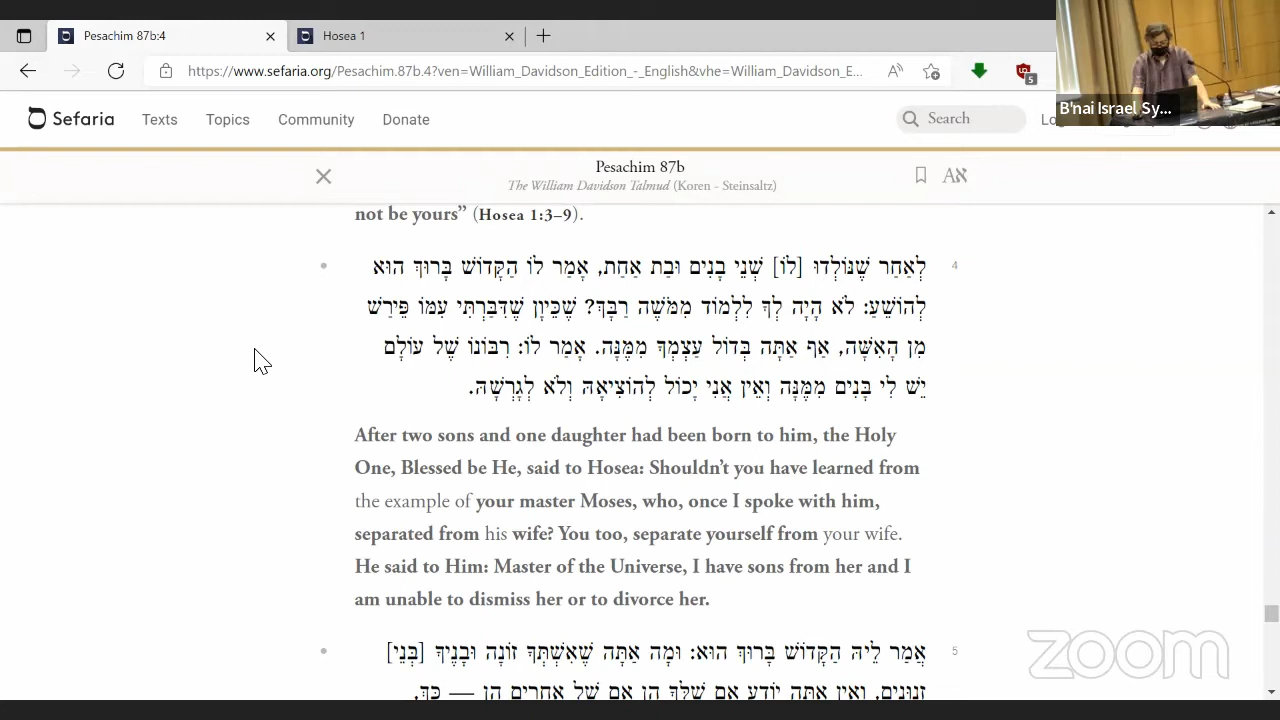 Pesachim 87b:4
Hosea 1
https://www.sefaria.org/Pesachim.87b.4?ven=William_Davidson_Edition_-_English&vhe=William_Davidson_E...
5
B'nai Israel Sy...
Sefaria
Texts
Topics
Community
Donate
Search
Pesachim 87b
The William Davidson Talmud (Koren - Steinsaltz)
not be yours” (Hosea 1:3–9).
לְאַחַר שֶׁנּוֹלְדוּ [לוֹ] שְׁנֵי בָנִים וּבַת אַחַת, אָמַר לוֹ הַקָּדוֹשׁ בָּרוּךְ הוּא
4
לְהוֹשֵׁעַ: לֹא הָיָה לְךָ לִלְמוֹד מִמֹּשֶׁה רַבָּךְ? שֶׁכֵּיוָן שֶׁדִּבַּרְתִּי עִמּוֹ פֵּירַשׁ
מִן הָאִשָּׁה, אַף אַתָּה בְּדוֹל עַצְמְךָ מִמֶּנָּה. אָמַר לוֹ: רִבּוֹנוֹ שֶׁל עוֹלָם
יֵשׁ לִי בָּנִים מִמֶּנָּה וְאֵין אֲנִי יָכוֹל לְהוֹצִיאָהּ וְלֹא לְגָרְשָׁהּ.
After two sons and one daughter had been born to him, the Holy
One, Blessed be He, said to Hosea: Shouldn’t you have learned from
the example of your master Moses, who, once I spoke with him,
separated from his wife? You too, separate yourself from your wife.
He said to Him: Master of the Universe, I have sons from her and I
am unable to dismiss her or to divorce her.
אֲמַר לֵיהּ הַקָּדוֹשׁ בָּרוּךְ הוּא: וּמָה אַתָּה שֶׁאִשְׁתְּךָ זוֹנָה וּבָנֶיךָ [בְּנֵי]
5
זְנוּנִים, וְאֵין אַתָּה יוֹדֵעַ אִם שֶׁלְּךָ הֵן אִם שֶׁל אֲחֵרִים הֵן — כָּךְ,
zoom